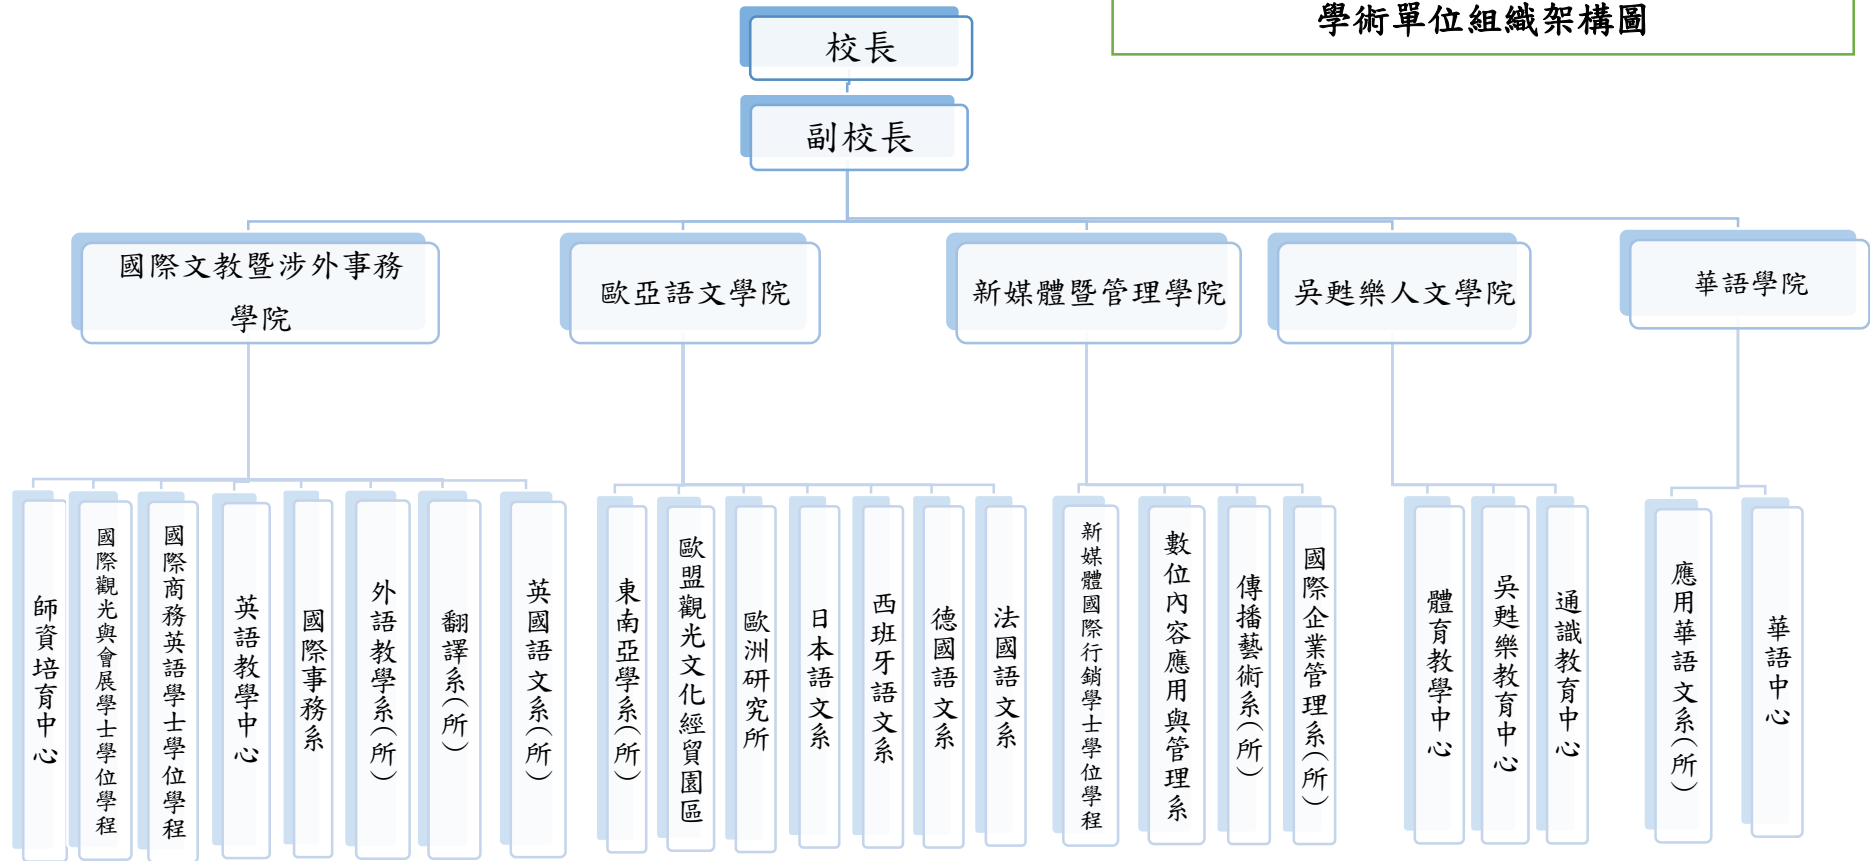 學術單位組織架構圖
校長
副校長
國際文教暨涉外事務
學院
歐亞語文學院
新媒體暨管理學院
吳甦樂人文學院
華語學院
師資培育中心
國際觀光與會展學士學位學程
國際商務英語學士學位學程
英語教學中心
國際事務系
外語教學系(所)
翻譯系(所)
英國語文系(所)
東南亞學系(所)
歐盟觀光文化經貿園區
歐洲研究所
日本語文系
西班牙語文系
德國語文系
法國語文系
新媒體國際行銷學士學位學程
數位內容應用與管理系
傳播藝術系(所)
國際企業管理系(所)
體育教學中心
吳甦樂教育中心
通識教育中心
應用華語文系(所)
華語中心